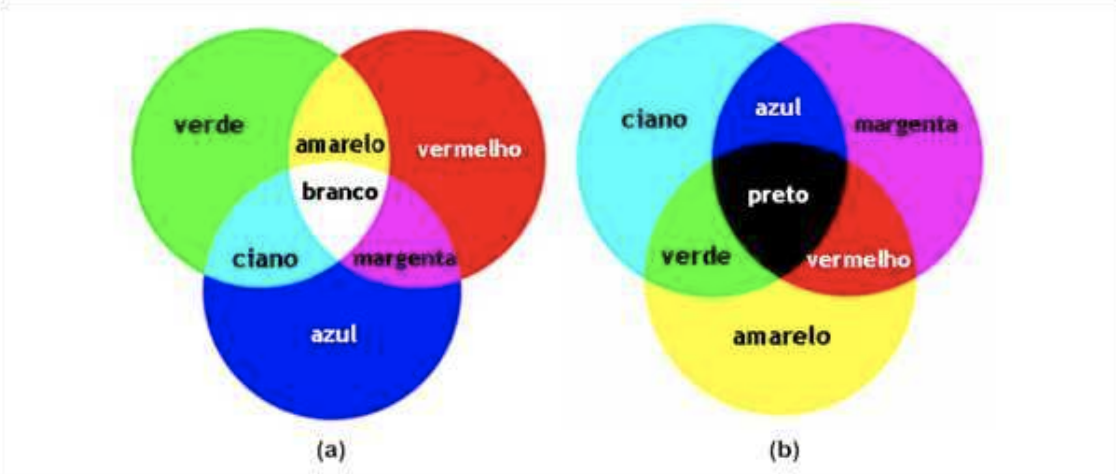 verde
amarelo
vermelho
branco
ciano
margenta
azul
(a)
ciano
azul
margenta
preto
verde
vermelho
amarelo
(b)